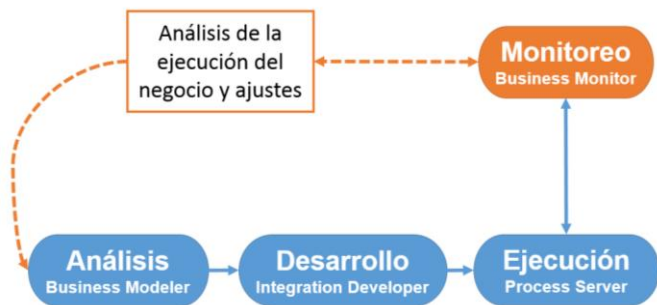 Análisis de la
ejecución del
negocio y ajustes
Monitoreo
Business Monitor
Análisis
Business Modeler
Desarrollo
Integration Developer
Ejecución
Process Server